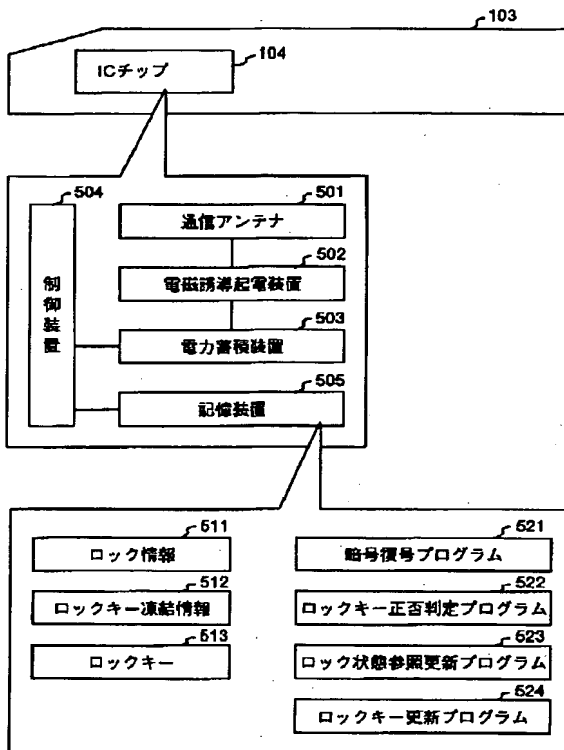 103
ICチップ
104
504
制御装置
501
通信アンテナ
502
電磁誘導起電装置
503
電力蓄積装置
505
記憶装置
511
ロック情報
512
ロックキー凍結情報
513
ロックキー
521
暗号復号プログラム
522
ロックキー正否判定プログラム
523
ロック状態参照更新プログラム
524
ロックキー更新プログラム